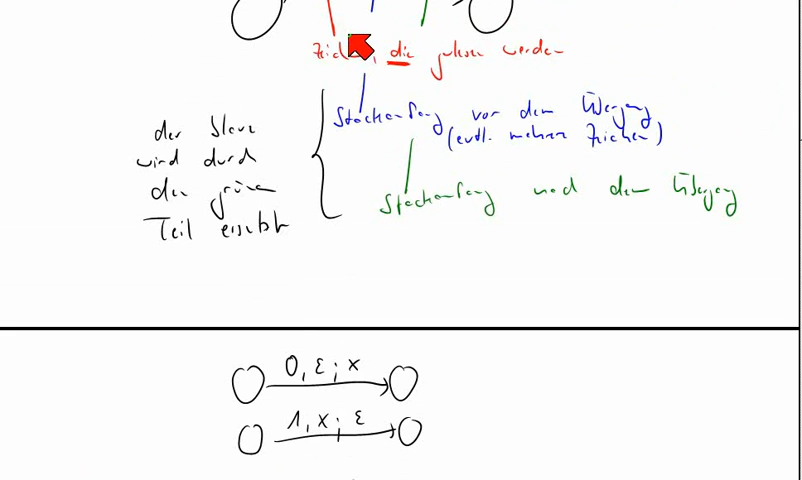 Zeichen, die gelesen werden
Stackanfang vor dem Übergang
(evtl. mehrere Zeichen)
Stackanfang nach dem Übergang
der blaue
wird durch
den grünen
Teil ersetzt
0, ε; x
1, x; ε